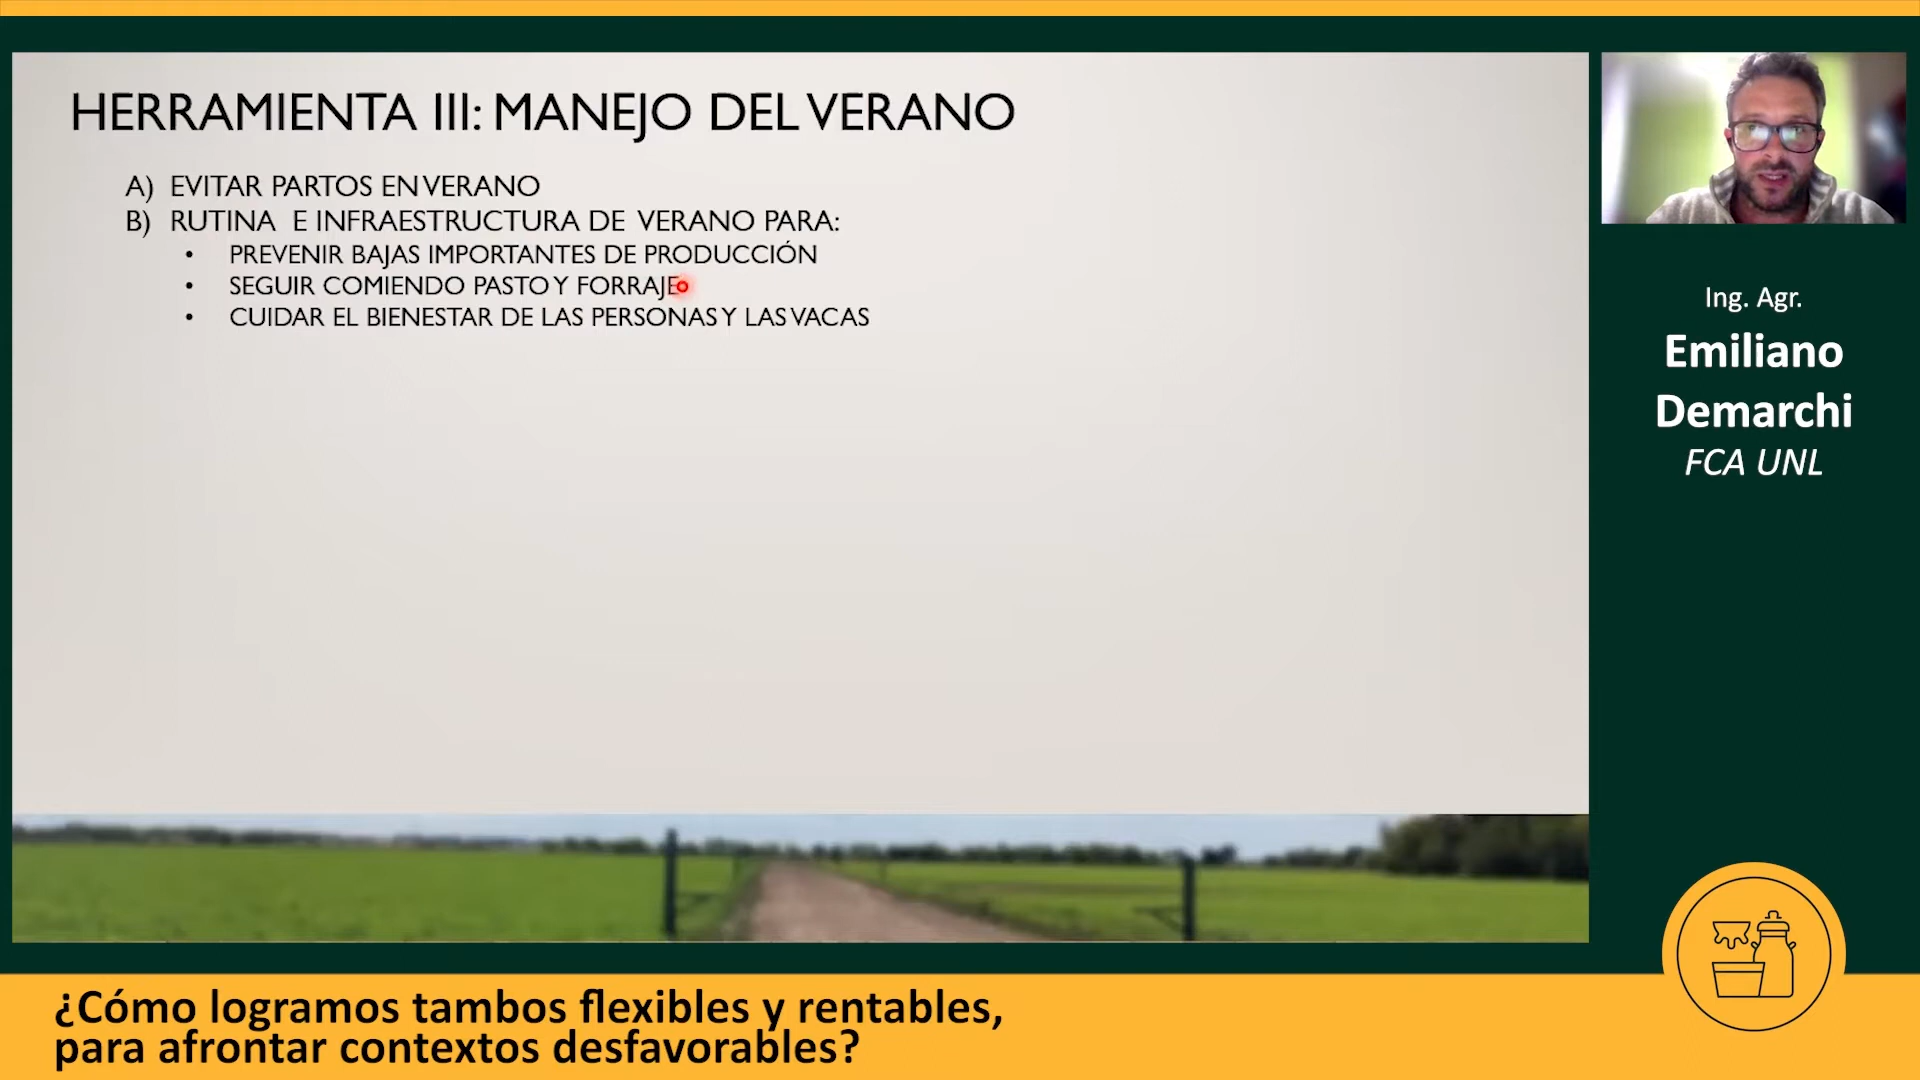 HERRAMIENTA III: MANEJO DEL VERANO
A) EVITAR PARTOS EN VERANO
B) RUTINA E INFRAESTRUCTURA DE VERANO PARA:
• PREVENIR BAJAS IMPORTANTES DE PRODUCCIÓN
• SEGUIR COMIENDO PASTO Y FORRAJE
• CUIDAR EL BIENESTAR DE LAS PERSONAS Y LAS VACAS
Ing. Agr.
Emiliano
Demarchi
FCA UNL
¿Cómo logramos tambos flexibles y rentables,
para afrontar contextos desfavorables?